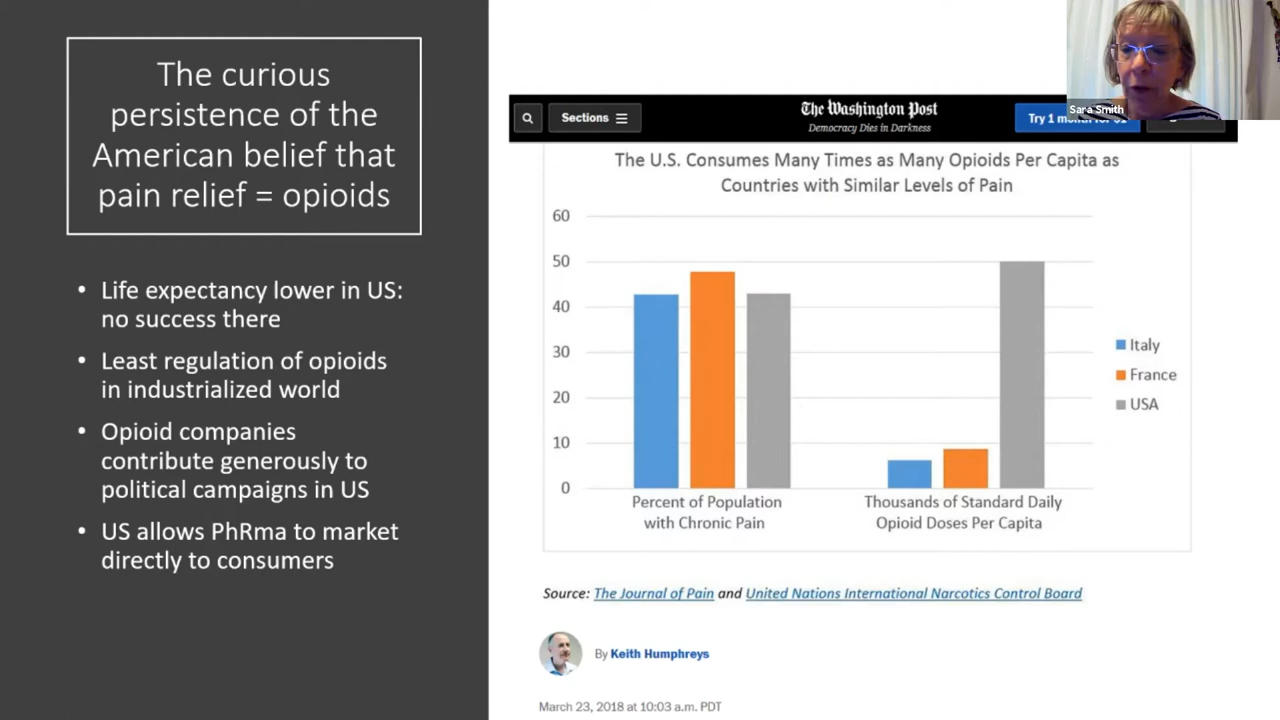 The curious
persistence of the
American belief that
pain relief = opioids
• Life expectancy lower in US:
no success there
• Least regulation of opioids
in industrialized world
• Opioid companies
contribute generously to
political campaigns in US
• US allows PhRma to market
directly to consumers
Sara Smith
Sections
The Washington Post
Democracy Dies in Darkness
Try 1 month for $1
The U.S. Consumes Many Times as Many Opioids Per Capita as
Countries with Similar Levels of Pain
60
50
40
30
20
10
0
Percent of Population
with Chronic Pain
Thousands of Standard Daily
Opioid Doses Per Capita
Italy
France
USA
Source: The Journal of Pain and United Nations International Narcotics Control Board
By Keith Humphreys
March 23, 2018 at 10:03 a.m. PDT